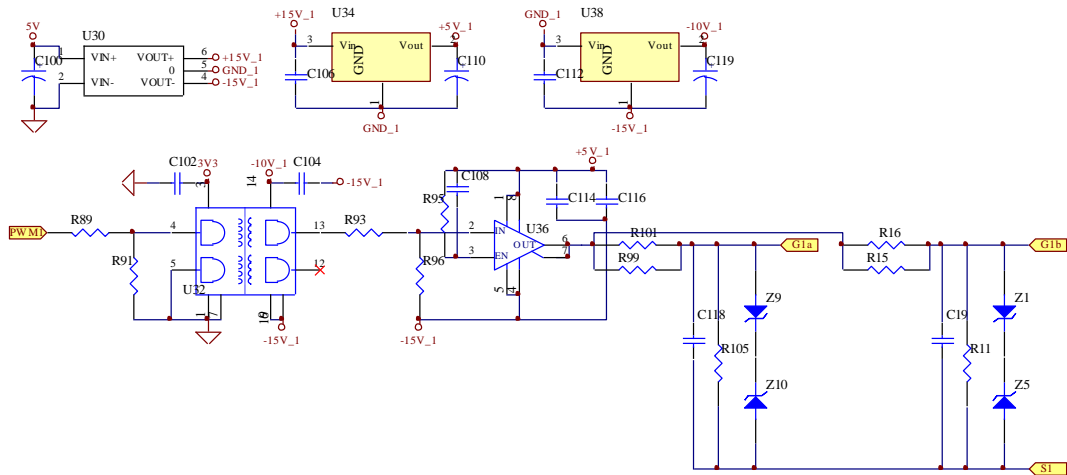 5V
U30
C100
1
VIN+
VOUT+
6
+15V_1
0
5
GND_1
2
VIN-
VOUT-
4
-15V_1
+15V_1
U34
+5V_1
3
Vin
GND
Vout
2
C106
C110
1
GND_1
GND_1
U38
-10V_1
3
Vin
GND
Vout
2
C112
C119
1
-15V_1
C102
3V3
3
-10V_1
14
C104
-15V_1
PWM1
R89
4
R91
5
U32
13
12
R93
1
7
-15V_1
R95
C108
R96
-15V_1
+5V_1
1
8
U36
2
IN
OUT
3
EN
6
7
5
4
C114
C116
R101
R99
G1a
R16
R15
G1b
C118
R105
Z9
Z10
C19
R11
Z1
Z5
S1